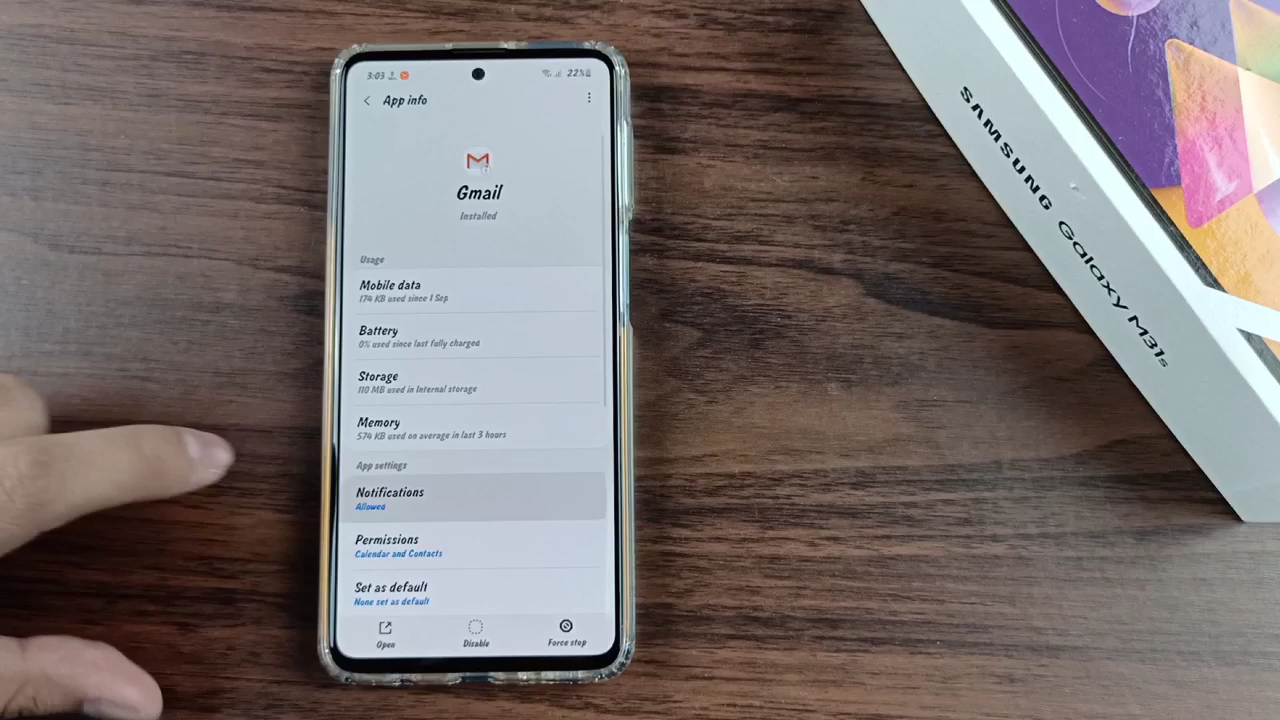 3:03
22%
App info
Gmail
Installed
Usage
Mobile data
174 KB used since 1 Sep
Battery
0% used since last fully charged
Storage
110 MB used in Internal storage
Memory
574 KB used on average in last 3 hours
App settings
Notifications
Allowed
Permissions
Calendar and Contacts
Set as default
None set as default
Open
Disable
Force stop
SAMSUNG Galaxy M31s